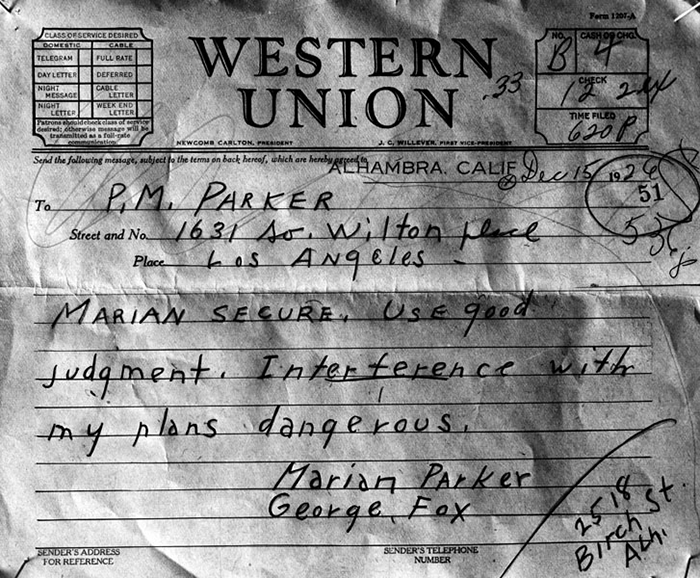 Form 1207-A
CLASS OF SERVICE DESIRED
DOMESTIC CABLE
TELEGRAM FULL RATE
DAY LETTER DEFERRED
NIGHT MESSAGE CABLE LETTER
NIGHT LETTER WEEK END LETTER
Patrons should check class of service
desired; otherwise message will be
transmitted as a full-rate
communication
WESTERN
UNION
.33
NEWCOMB CARLTON, PRESIDENT J. C. WILLEVER, FIRST VICE-PRESIDENT
NO. CASH OR CHG.
B 4
CHECK
12
TIME FILED
620 P
Send the following message, subject to the terms on back hereof, which are hereby agreed to
ALHAMBRA, CALIF Dec 15 192
51
To P. M. PARKER
Street and No. 1631 So. Wilton place
Place Los Angeles
MARIAN SECURE. USE good
judgment. Interference with
my plans dangerous.
Marian Parker
George Fox
2518
Birch St
Alh.
SENDER'S ADDRESS
FOR REFERENCE
SENDER'S TELEPHONE
NUMBER